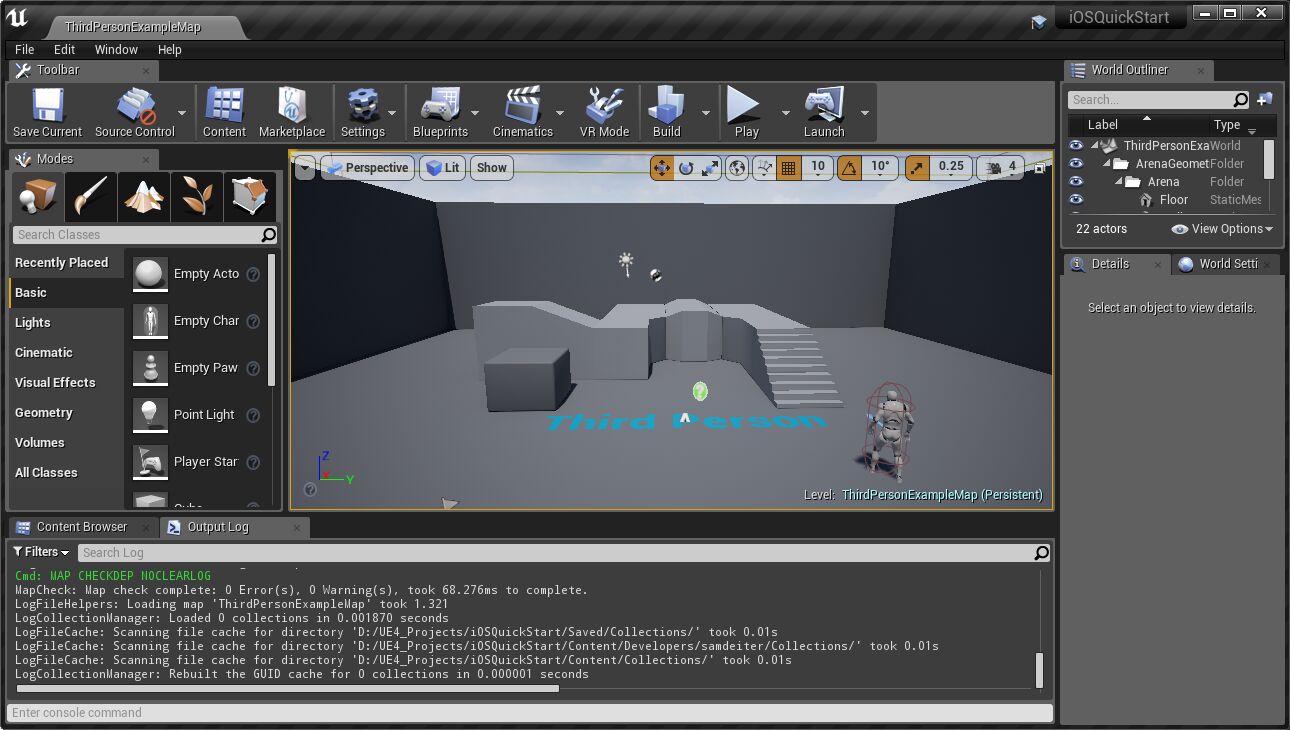 ThirdPersonExampleMap
iOSQuickStart
File Edit Window Help
Toolbar
Save Current Source Control Content Marketplace Settings Blueprints Cinematics VR Mode Build Play Launch
World Outliner
Search...
Label Type
ThirdPersonExa World
ArenaGeomet Folder
Arena Folder
Floor StaticMes
22 actors View Options
Modes
Search Classes
Recently Placed
Basic
Lights
Cinematic
Visual Effects
Geometry
Volumes
All Classes
Empty Acto
Empty Char
Empty Paw
Point Light
Player Star
Perspective Lit Show 10 10° 0.25 4
Third Person
Z
X Y
Level: ThirdPersonExampleMap (Persistent)
Details World Setti
Select an object to view details.
Content Browser Output Log
Filters Search Log
Cmd: MAP CHECKDEP NOCLEARLOG
MapCheck: Map check complete: 0 Error(s), 0 Warning(s), took 68.276ms to complete.
LogFileHelpers: Loading map 'ThirdPersonExampleMap' took 1.321
LogCollectionManager: Loaded 0 collections in 0.001870 seconds
LogFileCache: Scanning file cache for directory 'D:/UE4_Projects/iOSQuickStart/Saved/Collections/' took 0.01s
LogFileCache: Scanning file cache for directory 'D:/UE4_Projects/iOSQuickStart/Content/Developers/samdeiter/Collections/' took 0.01s
LogFileCache: Scanning file cache for directory 'D:/UE4_Projects/iOSQuickStart/Content/Collections/' took 0.01s
LogCollectionManager: Rebuilt the GUID cache for 0 collections in 0.000001 seconds
Enter console command